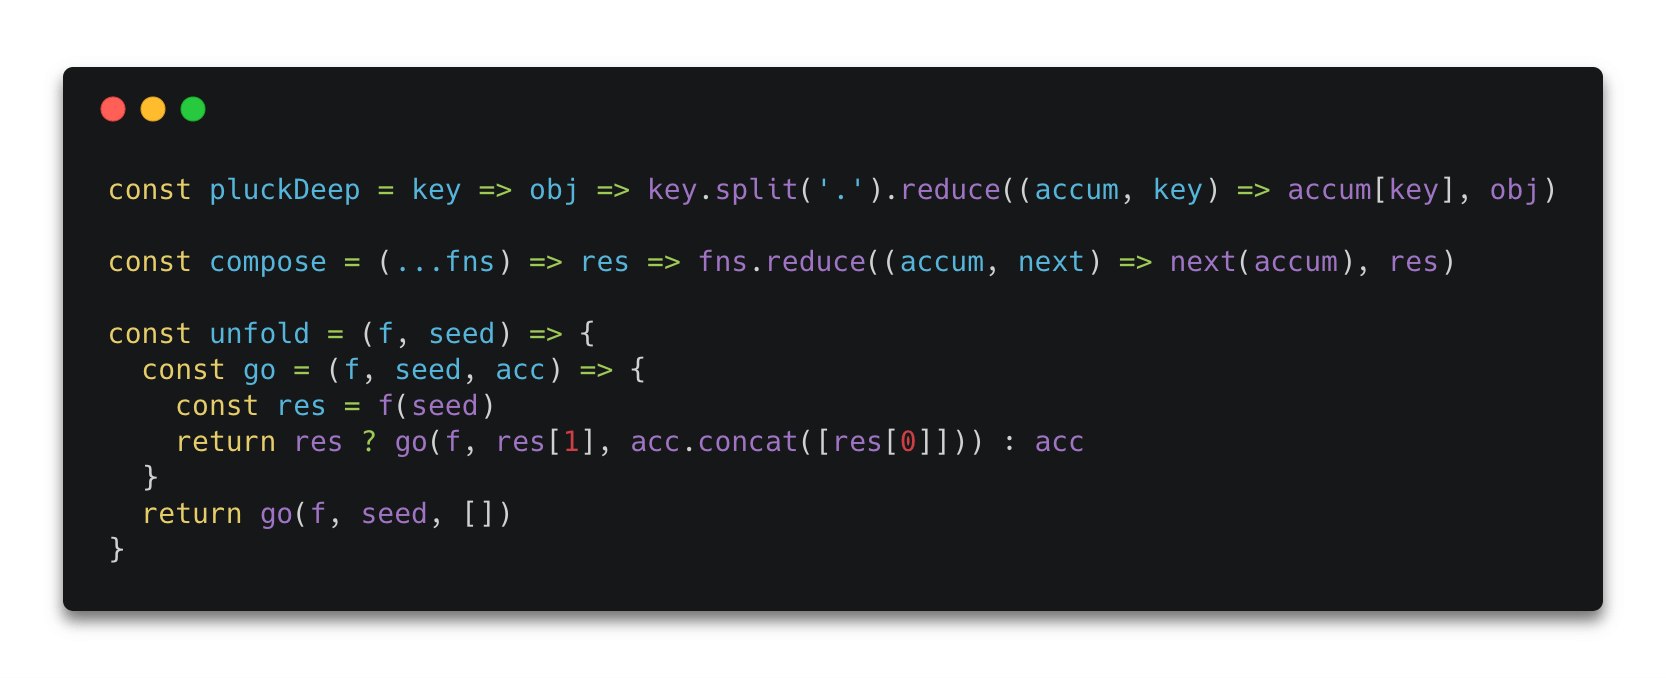 const pluckDeep = key => obj => key.split('.').reduce((accum, key) => accum[key], obj)
const compose = (...fns) => res => fns.reduce((accum, next) => next(accum), res)
const unfold = (f, seed) => {
  const go = (f, seed, acc) => {
    const res = f(seed)
    return res ? go(f, res[1], acc.concat([res[0]])) : acc
  }
  return go(f, seed, [])
}